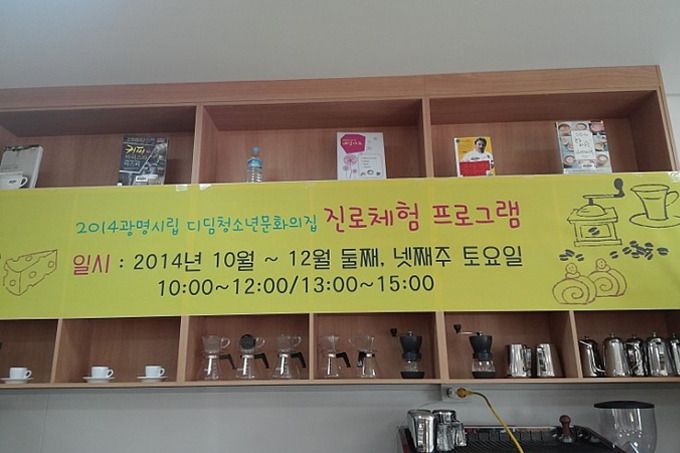 커피
2014광명시립 디딤청소년문화의집 진로체험 프로그램
일시 : 2014년 10월 ~ 12월 둘째, 넷째주 토요일
10:00~12:00/13:00~15:00